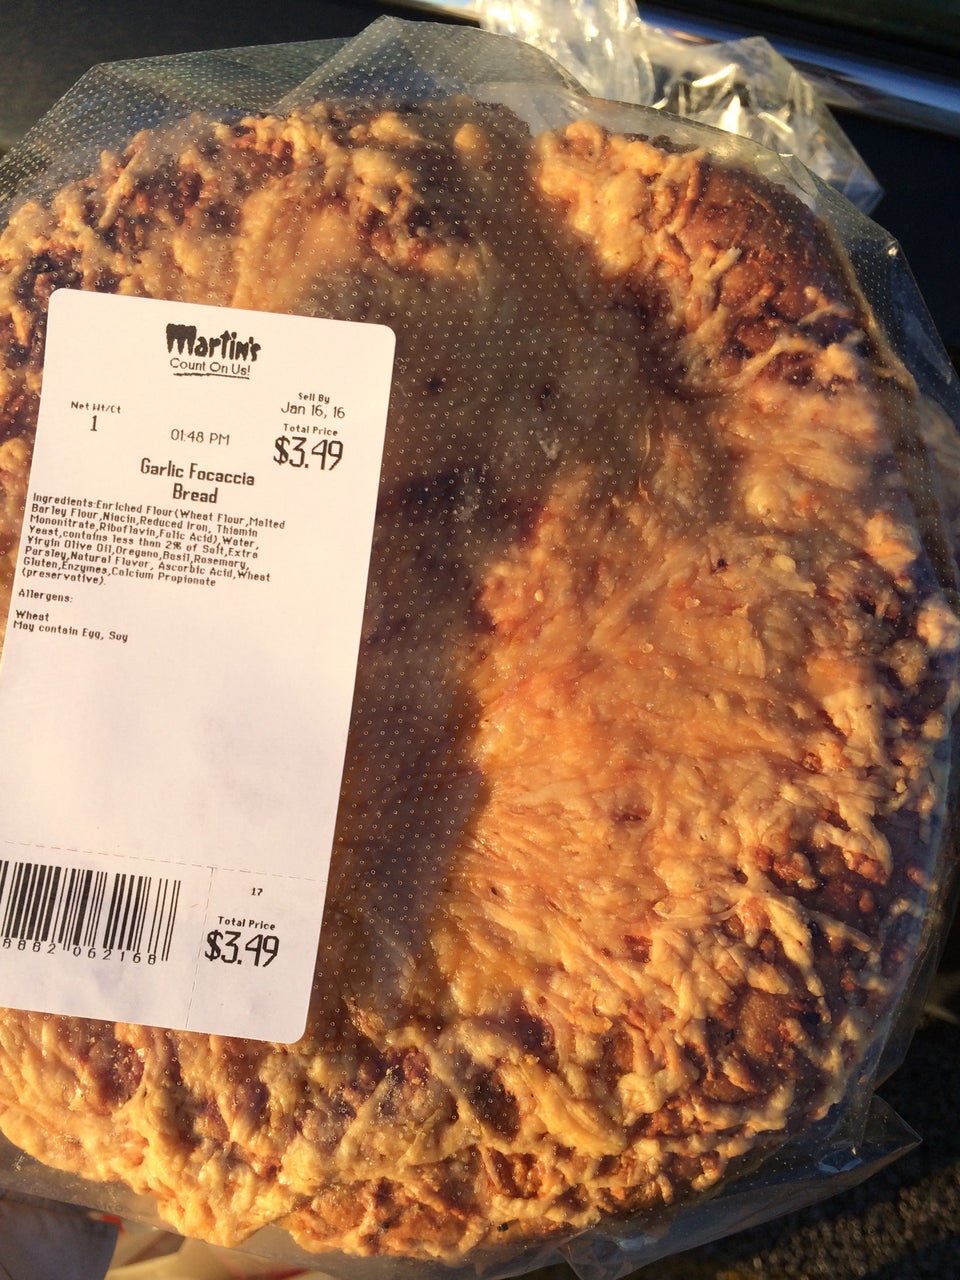 Martin's
Count On Us!
Sell By
Jan 16, 16
Net Wt/Ct
1
01:48 PM
Total Price
$3.49
Garlic Focaccia
Bread
Ingredients:Enriched Flour(Wheat Flour,Malted
Barley Flour,Niacin,Reduced Iron, Thiamin
Mononitrate,Riboflavin,Folic Acid),Water,
Yeast,contains less than 2% of Salt,Extra
Virgin Olive Oil,Oregano,Basil,Rosemary,
Parsley,Natural Flavor, Ascorbic Acid,Wheat
Gluten,Enzymes,Calcium Propionate
(preservative).
Allergens:
Wheat
May contain Egg, Soy
17
Total Price
$3.49
8882 062168